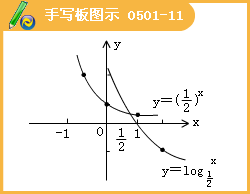 手写板图示 0501-11
y
y=(1/2)^x
-1 0 1/2 1 x
y=log_{1/2}x